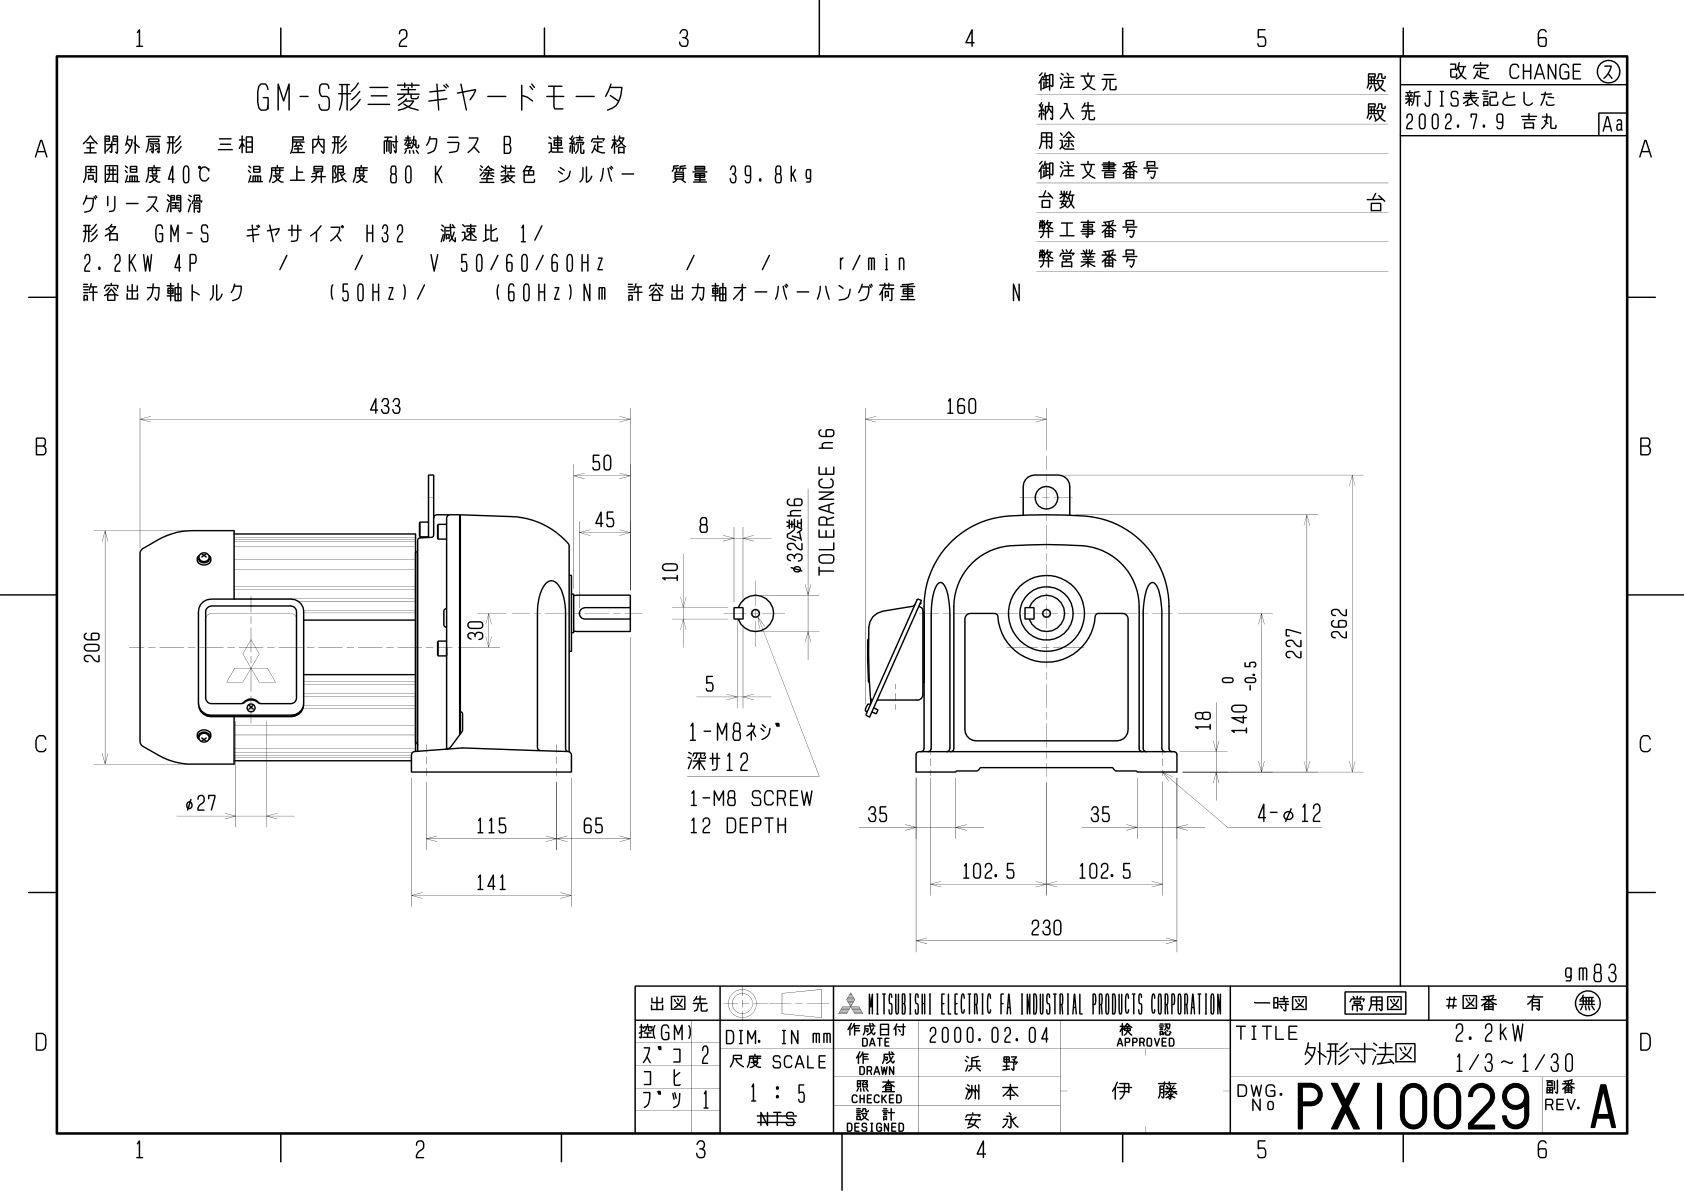 1 2 3 4 5 6
A
B
C
D
GM-S形三菱ギヤードモータ
全閉外扇形 三相 屋内形 耐熱クラス B 連続定格
周囲温度40℃ 温度上昇限度 80 K 塗装色 シルバー 質量 39.8kg
グリース潤滑
形名 GM-S ギヤサイズ H32 減速比 1/
2.2KW 4P / / V 50/60/60Hz / / r/min
許容出力軸トルク (50Hz)/ (60Hz)Nm 許容出力軸オーバーハング荷重 N
御注文元 殿
納入先 殿
用途
御注文書番号
台数 台
弊工事番号
弊営業番号
改定 CHANGE ス
新JIS表記とした
2002.7.9 吉丸 Aa
A
B
C
D
433
50
45
206
30
φ27
115 65
141
8
10
5
φ32公差h6
TOLERANCE h6
1-M8ネジ
深サ12
1-M8 SCREW
12 DEPTH
160
262
227
140 0 -0.5
18
35 35
4-φ12
102.5 102.5
230
gm83
出図先
控(GM)
ズコ 2
コヒ
ブツ 1
DIM. IN mm
尺度 SCALE
1 : 5
NTS
MITSUBISHI ELECTRIC FA INDUSTRIAL PRODUCTS CORPORATION
作成日付 DATE 2000.02.04
作成 DRAWN 浜野
照査 CHECKED 洲本
設計 DESIGNED 安永
検認 APPROVED
伊藤
一時図 常用図 #図番 有 無
TITLE 外形寸法図
2.2kW
1/3~1/30
DWG. No PX10029 副番 REV. A
1 2 3 4 5 6